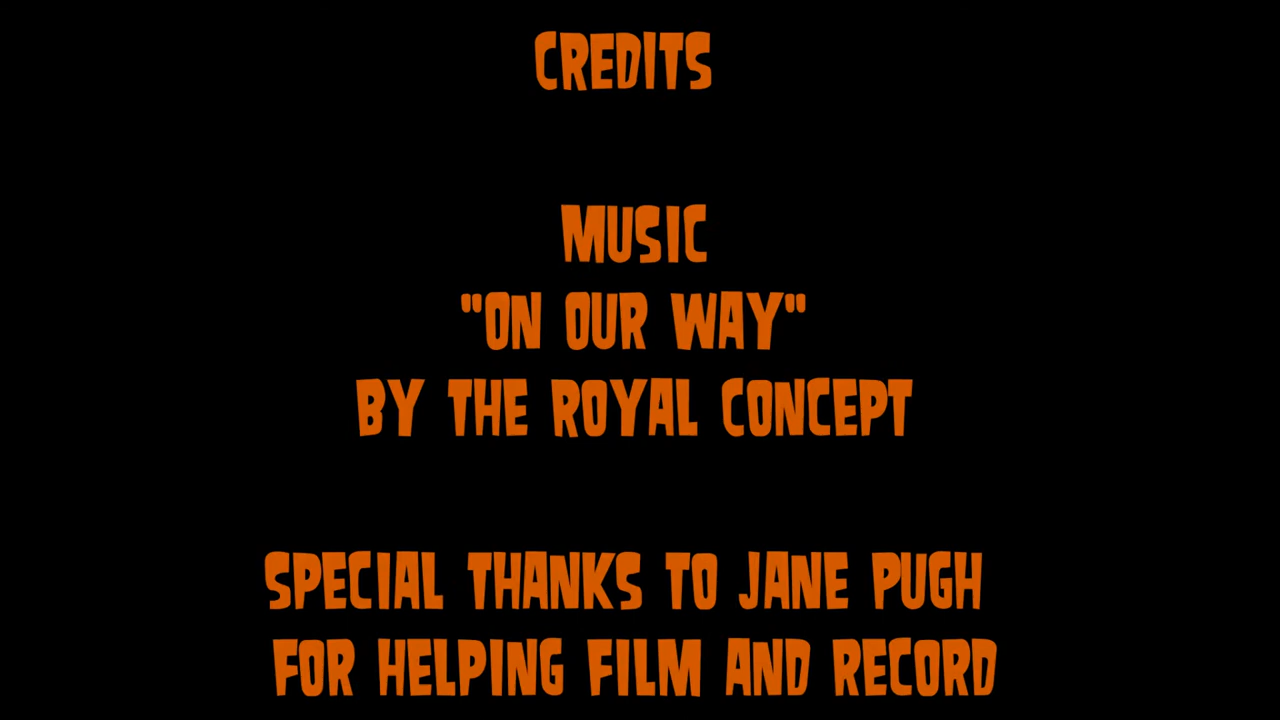 CREDITS
MUSIC
"ON OUR WAY"
BY THE ROYAL CONCEPT
SPECIAL THANKS TO JANE PUGH
FOR HELPING FILM AND RECORD